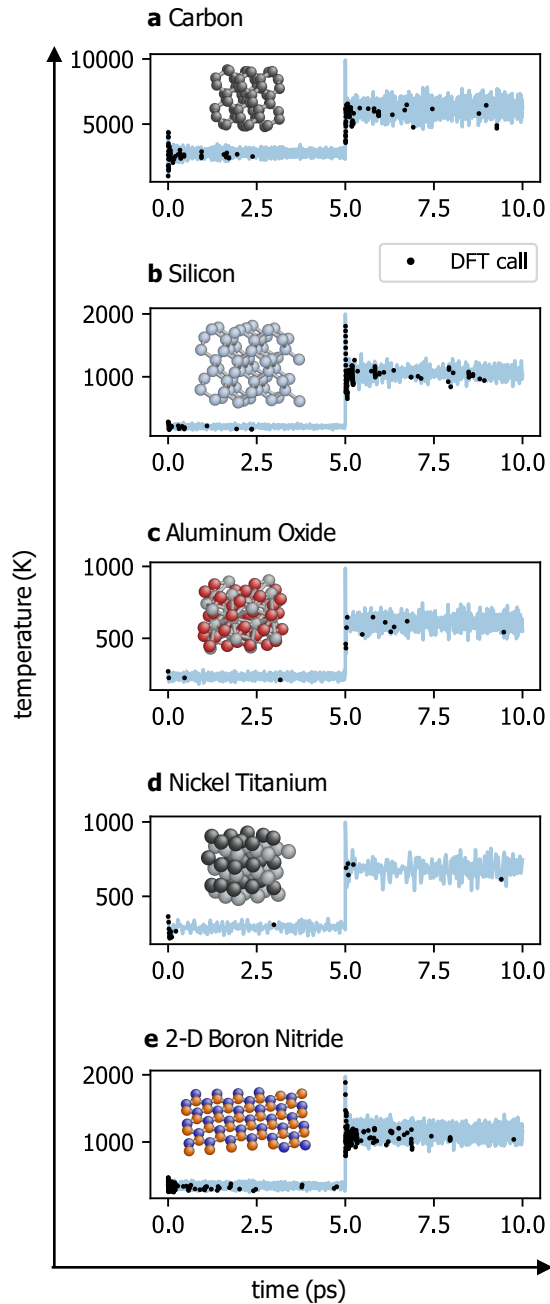 a Carbon
10000
5000
0.0 2.5 5.0 7.5 10.0
DFT call
b Silicon
2000
1000
0.0 2.5 5.0 7.5 10.0
c Aluminum Oxide
1000
500
0.0 2.5 5.0 7.5 10.0
d Nickel Titanium
1000
500
0.0 2.5 5.0 7.5 10.0
e 2-D Boron Nitride
2000
1000
0.0 2.5 5.0 7.5 10.0
temperature (K)
time (ps)